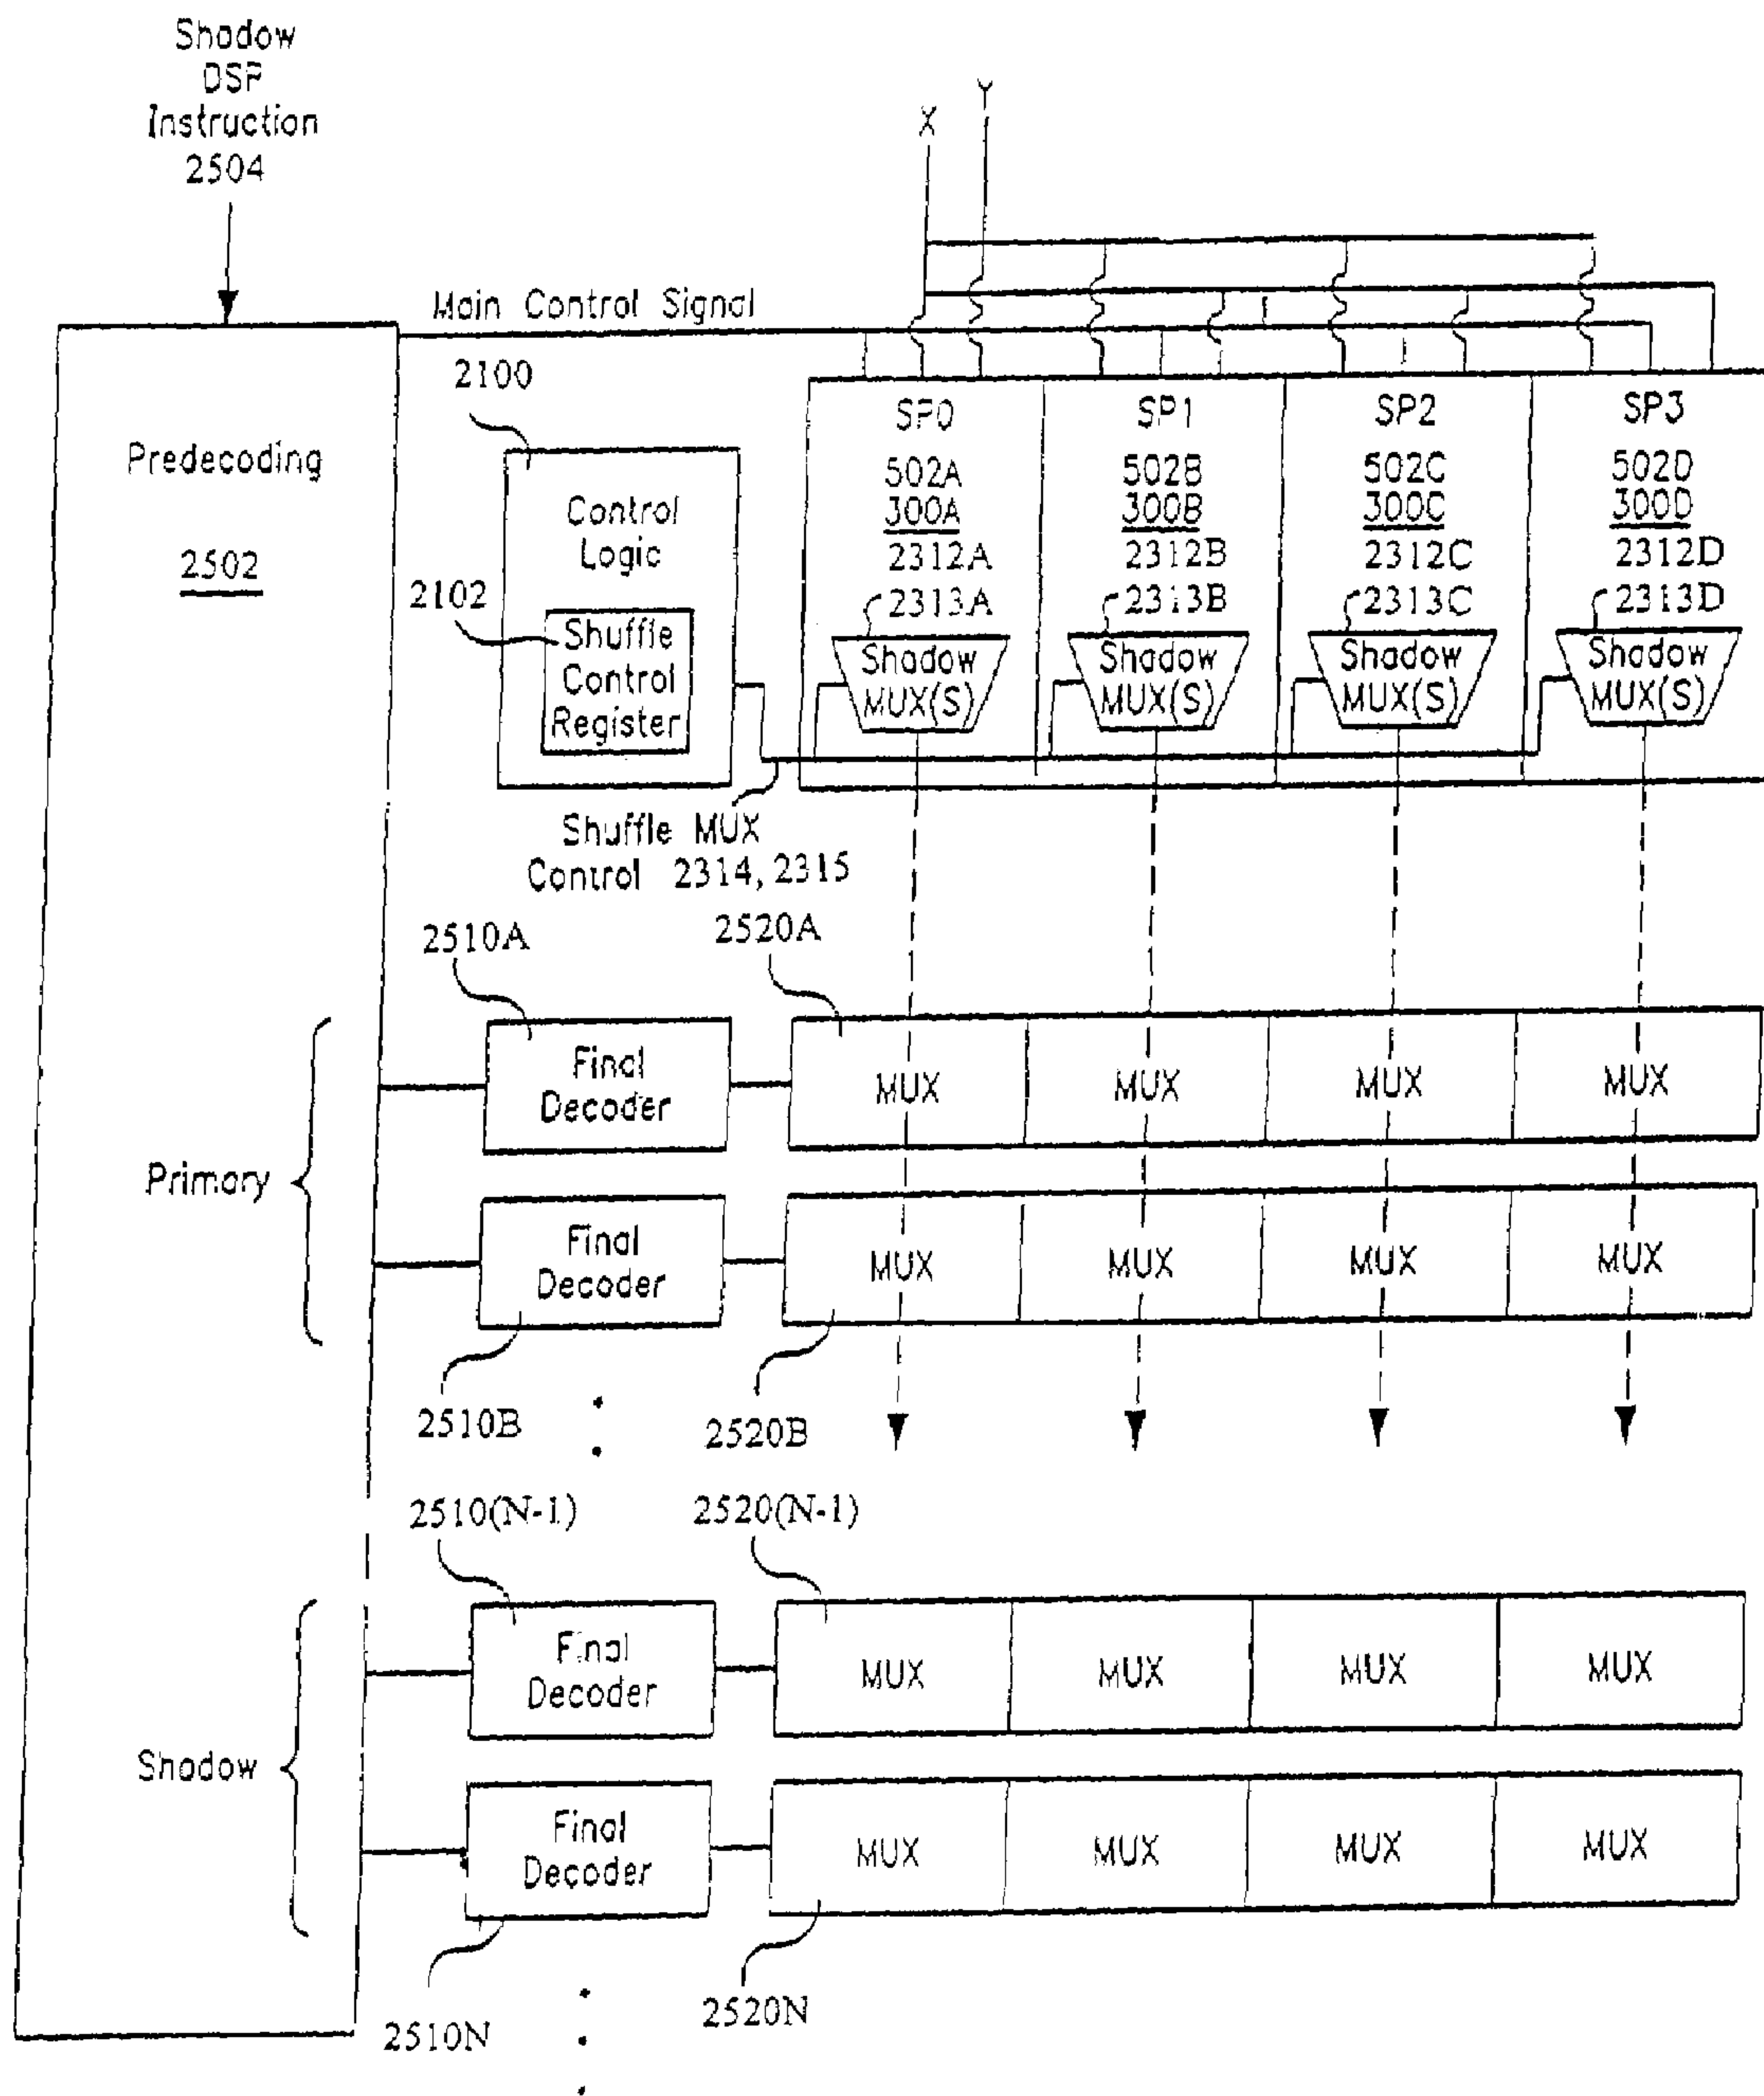 Shadow
DSP
Instruction
2504
X
Y
Main Control Signal
2100
Predecoding
2502
Control
Logic
2102
Shuffle
Control
Register
SP0
502A
300A
2312A
2313A
Shadow
MUX(S)
SP1
502B
300B
2312B
2313B
Shadow
MUX(S)
SP2
502C
300C
2312C
2313C
Shadow
MUX(S)
SP3
502D
300D
2312D
2313D
Shadow
MUX(S)
Shuffle MUX
Control 2314, 2315
2510A
2520A
Final
Decoder
MUX
MUX
MUX
MUX
Primary
Final
Decoder
MUX
MUX
MUX
MUX
2510B
2520B
2510(N-1)
2520(N-1)
Final
Decoder
MUX
MUX
MUX
MUX
Shadow
Final
Decoder
MUX
MUX
MUX
MUX
2510N
2520N